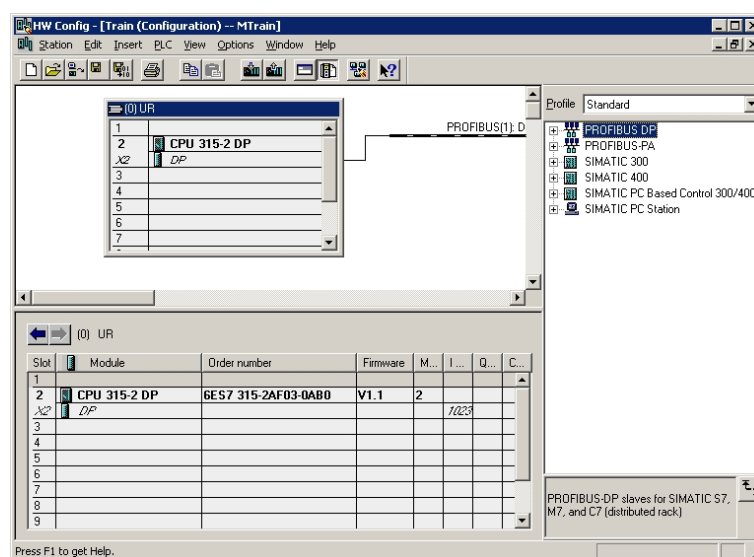 HW Config - [Train (Configuration) -- MTrain]
Station Edit Insert PLC View Options Window Help
(0) UR
1
2 CPU 315-2 DP
X2 DP
3
4
5
6
7
PROFIBUS(1): D
Profile Standard
PROFIBUS DP
PROFIBUS-PA
SIMATIC 300
SIMATIC 400
SIMATIC PC Based Control 300/400
SIMATIC PC Station
(0) UR
Slot Module Order number Firmware M... I... Q... C...
1
2 CPU 315-2 DP 6ES7 315-2AF03-0AB0 V1.1 2
X2 DP 1023
3
4
5
6
7
8
9
PROFIBUS-DP slaves for SIMATIC S7,
M7, and C7 (distributed rack)
Press F1 to get Help.